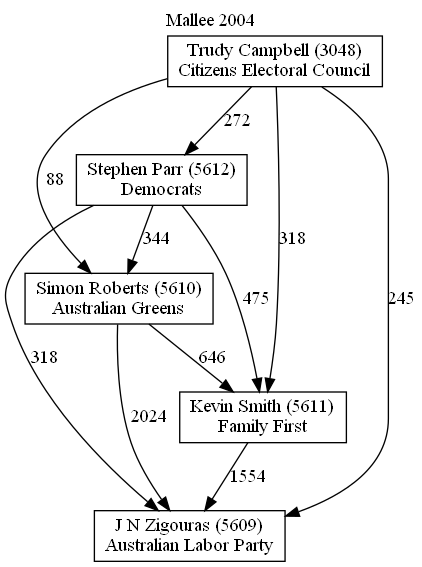 Mallee 2004
Trudy Campbell (3048)
Citizens Electoral Council
272
Stephen Parr (5612)
Democrats
88
344
318
Simon Roberts (5610)
Australian Greens
475
245
318
646
Kevin Smith (5611)
Family First
2024
1554
J N Zigouras (5609)
Australian Labor Party